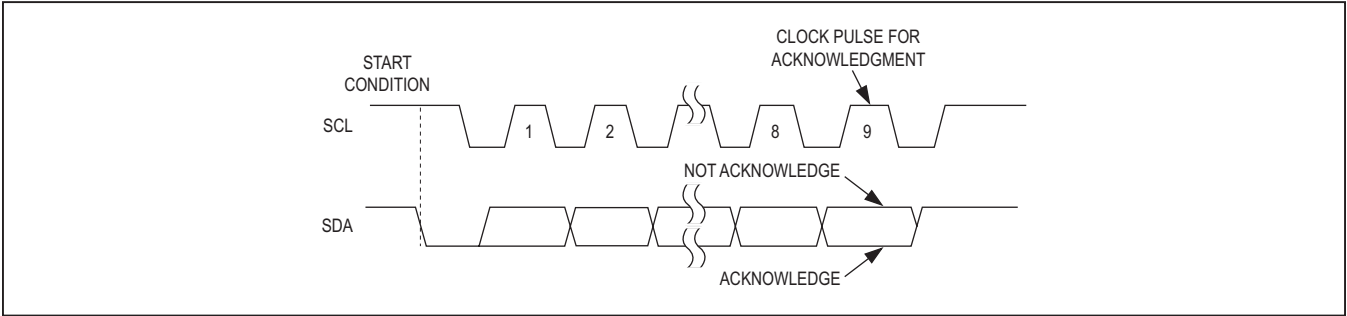 CLOCK PULSE FOR
ACKNOWLEDGMENT
START
CONDITION
SCL
1
2
8
9
NOT ACKNOWLEDGE
SDA
ACKNOWLEDGE